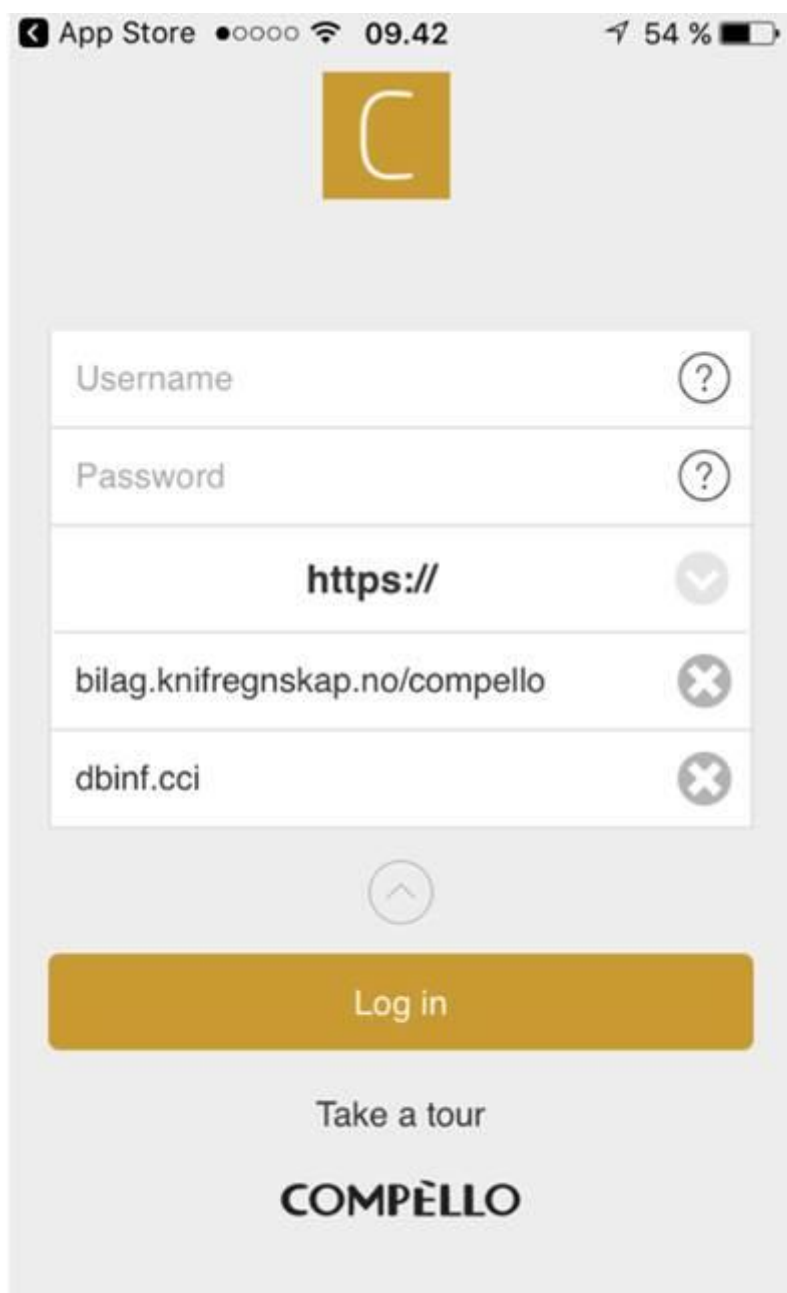 App Store 09.42 54 %
C
Username ?
Password ?
https://
bilag.knifregnskap.no/compello
dbinf.cci
Log in
Take a tour
COMPÈLLO